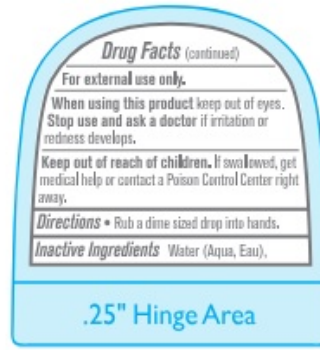 Drug Facts (continued)
For external use only.
When using this product keep out of eyes.
Stop use and ask a doctor if irritation or
redness develops.
Keep out of reach of children. If swallowed, get
medical help or contact a Poison Control Center right
away.
Directions • Rub a dime sized drop into hands.
Inactive Ingredients Water (Aqua, Eau),
.25" Hinge Area